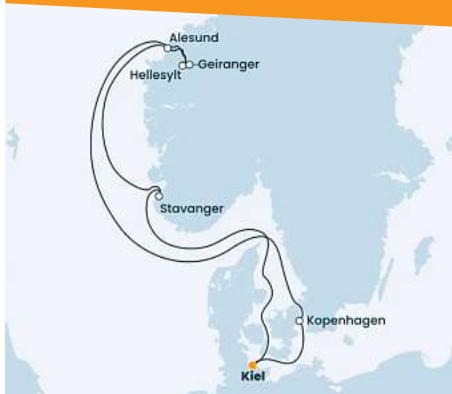 Alesund
Hellesylt
Geiranger
Stavanger
Kopenhagen
Kiel